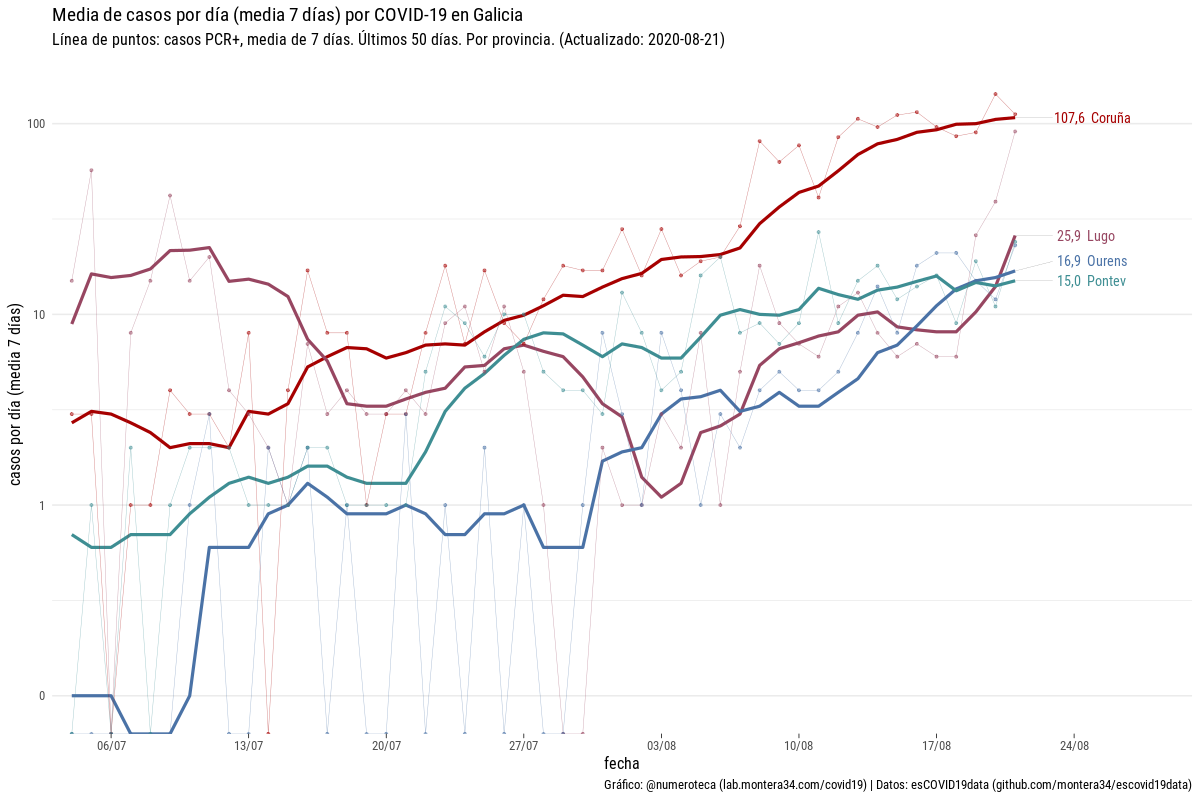 Media de casos por día (media 7 días) por COVID-19 en Galicia
Línea de puntos: casos PCR+, media de 7 días. Últimos 50 días. Por provincia. (Actualizado: 2020-08-21)
casos por día (media 7 días)
100
10
1
0
107,6 Coruña
25,9 Lugo
16,9 Ourens
15,0 Pontev
06/07
13/07
20/07
27/07
03/08
10/08
17/08
24/08
fecha
Gráfico: @numeroteca (lab.montera34.com/covid19) | Datos: esCOVID19data (github.com/montera34/escovid19data)